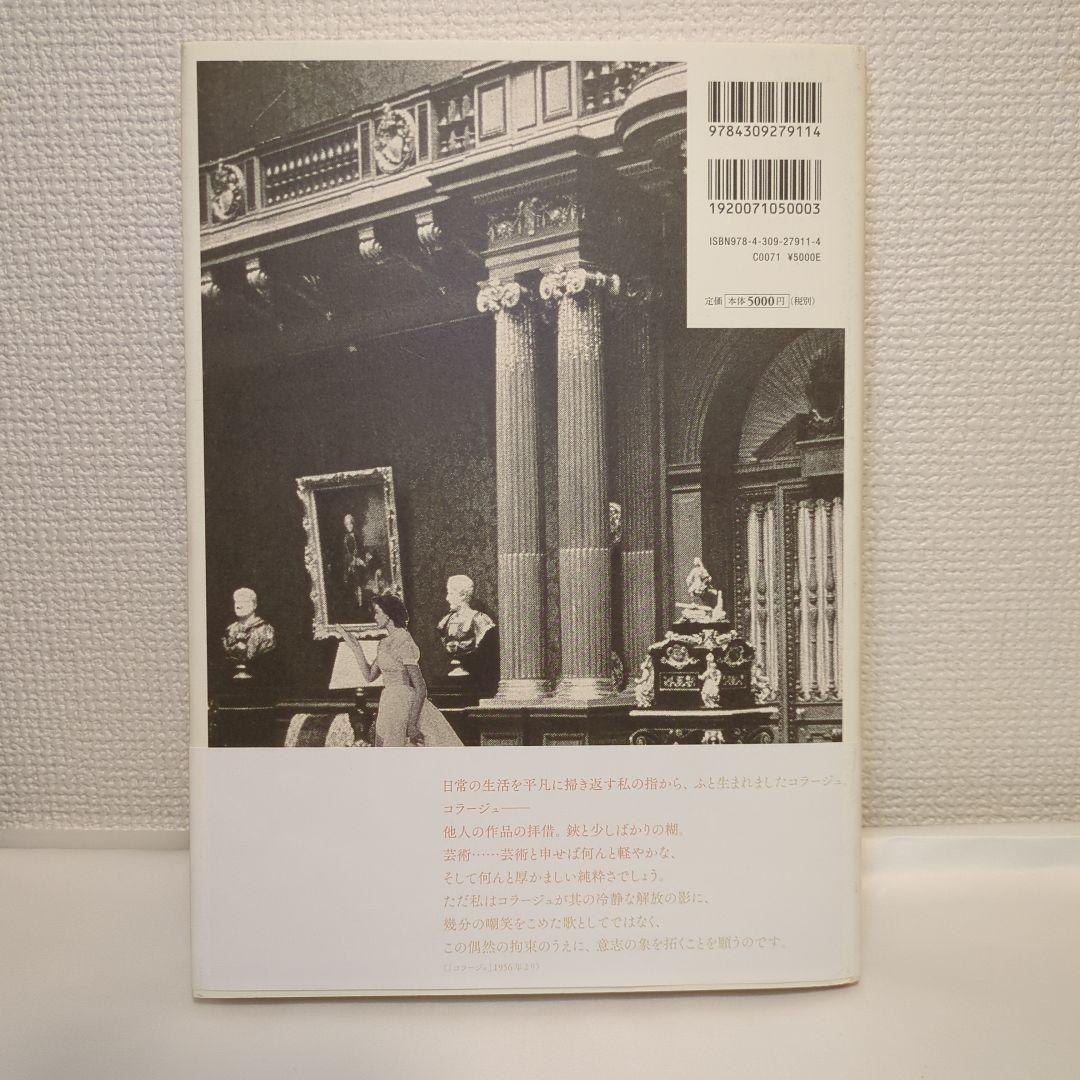 9784309279114
1920071050003
ISBN978-4-309-27911-4
C0071 ¥5000E
定価 本体5000円(税別)
日常の生活を平凡に掃き返す私の指から、ふと生まれましたコラージュ。
コラージュ――
他人の作品の拝借。鋏と少しばかりの糊。
芸術……芸術と申せば何んと軽やかな、
そして何んと厚かましい純粋さでしょう。
ただ私はコラージュが其の冷静な解放の影に、
幾分の嘲笑をこめた歌としてではなく、
この偶然の拘束のうえに、意志の象を拓くことを願うのです。
(「コラージュ」1956年より)